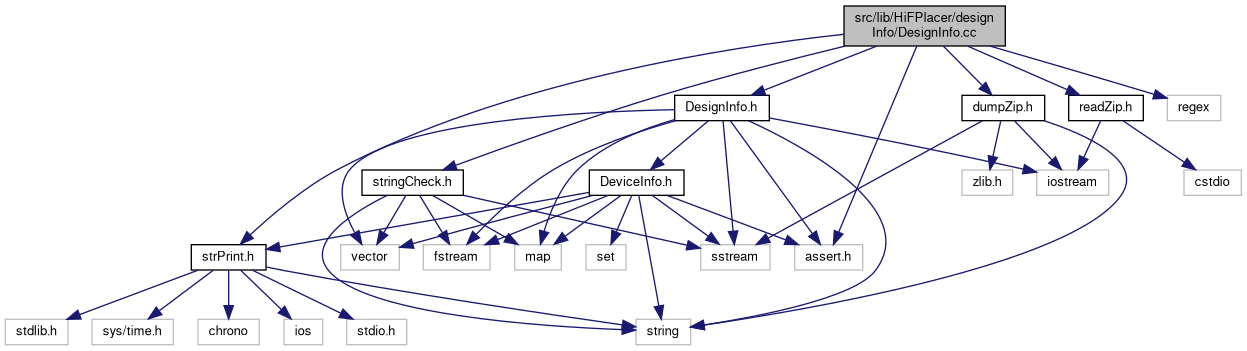 src/lib/HiFPlacer/design
Info/DesignInfo.cc
DesignInfo.h
dumpZip.h
readZip.h
regex
stringCheck.h
DeviceInfo.h
zlib.h
iostream
cstdio
strPrint.h
vector
fstream
map
set
sstream
assert.h
stdlib.h
sys/time.h
chrono
ios
stdio.h
string